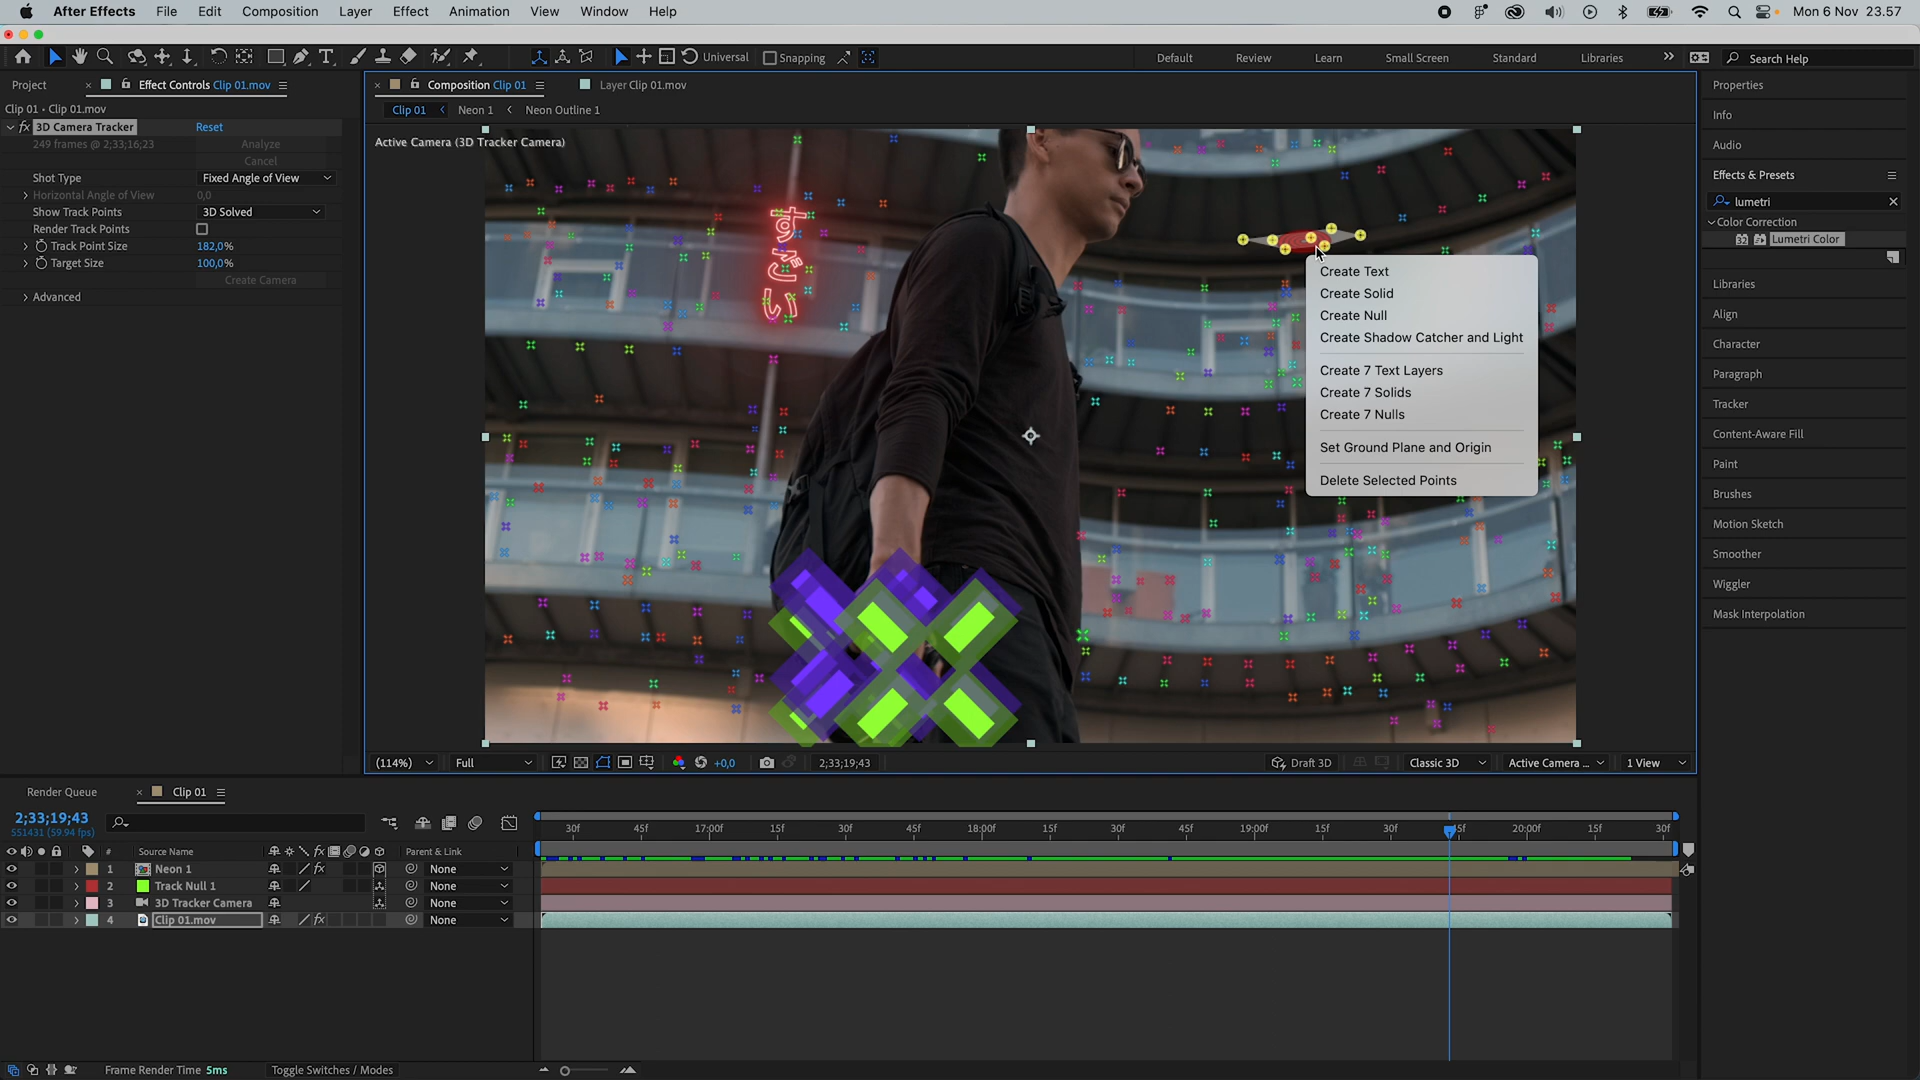 After Effects File Edit Composition Layer Effect Animation View Window Help
Mon 6 Nov 23.57
Universal
Snapping
Default Review Learn Small Screen Standard Libraries
Search Help
Project
Effect Controls Clip 01.mov
Clip 01 • Clip 01.mov
fx 3D Camera Tracker Reset
249 frames @ 2;33;16;23 Analyze
Cancel
Shot Type Fixed Angle of View
Horizontal Angle of View 0,0
Show Track Points 3D Solved
Render Track Points
Track Point Size 182,0%
Target Size 100,0%
Create Camera
Advanced
Composition Clip 01
Layer Clip 01.mov
Clip 01 Neon 1 Neon Outline 1
Active Camera (3D Tracker Camera)
Create Text
Create Solid
Create Null
Create Shadow Catcher and Light
Create 7 Text Layers
Create 7 Solids
Create 7 Nulls
Set Ground Plane and Origin
Delete Selected Points
(114%) Full +0,0 2;33;19;43 Draft 3D Classic 3D Active Camera ... 1 View
Properties
Info
Audio
Effects & Presets
lumetri
Color Correction
32 Lumetri Color
Libraries
Align
Character
Paragraph
Tracker
Content-Aware Fill
Paint
Brushes
Motion Sketch
Smoother
Wiggler
Mask Interpolation
Render Queue Clip 01
2;33;19;43
551431 (59.94 fps)
30f 45f 17:00f 15f 30f 45f 18:00f 15f 30f 45f 19:00f 15f 30f 45f 20:00f 15f 30f
# Source Name fx Parent & Link
1 Neon 1 fx None
2 Track Null 1 None
3 3D Tracker Camera None
4 Clip 01.mov fx None
Frame Render Time 5ms Toggle Switches / Modes